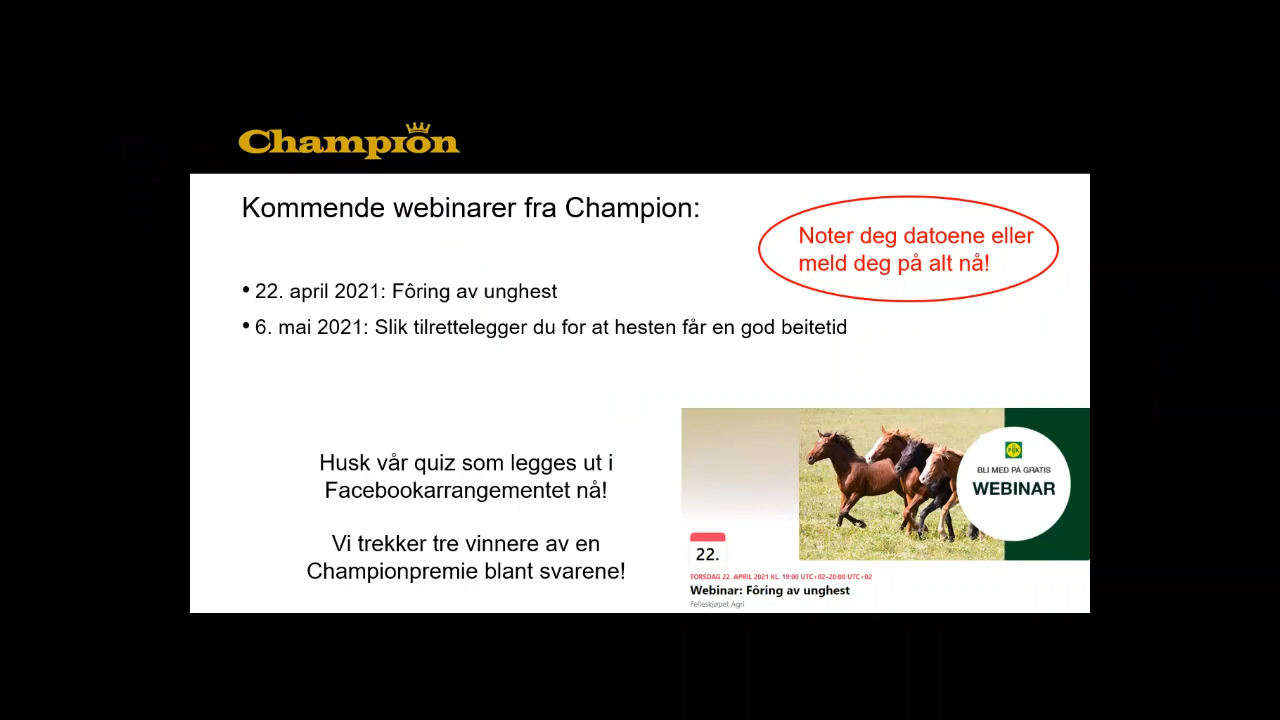 Champion
Kommende webinarer fra Champion:
Noter deg datoene eller
meld deg på alt nå!
• 22. april 2021: Fôring av unghest
• 6. mai 2021: Slik tilrettelegger du for at hesten får en god beitetid
Husk vår quiz som legges ut i
Facebookarrangementet nå!
Vi trekker tre vinnere av en
Championpremie blant svarene!
FK
BLI MED PÅ GRATIS
WEBINAR
22.
TORSDAG 22. APRIL 2021 KL. 19:00 UTC+02–20:00 UTC+02
Webinar: Fôring av unghest
Felleskjøpet Agri